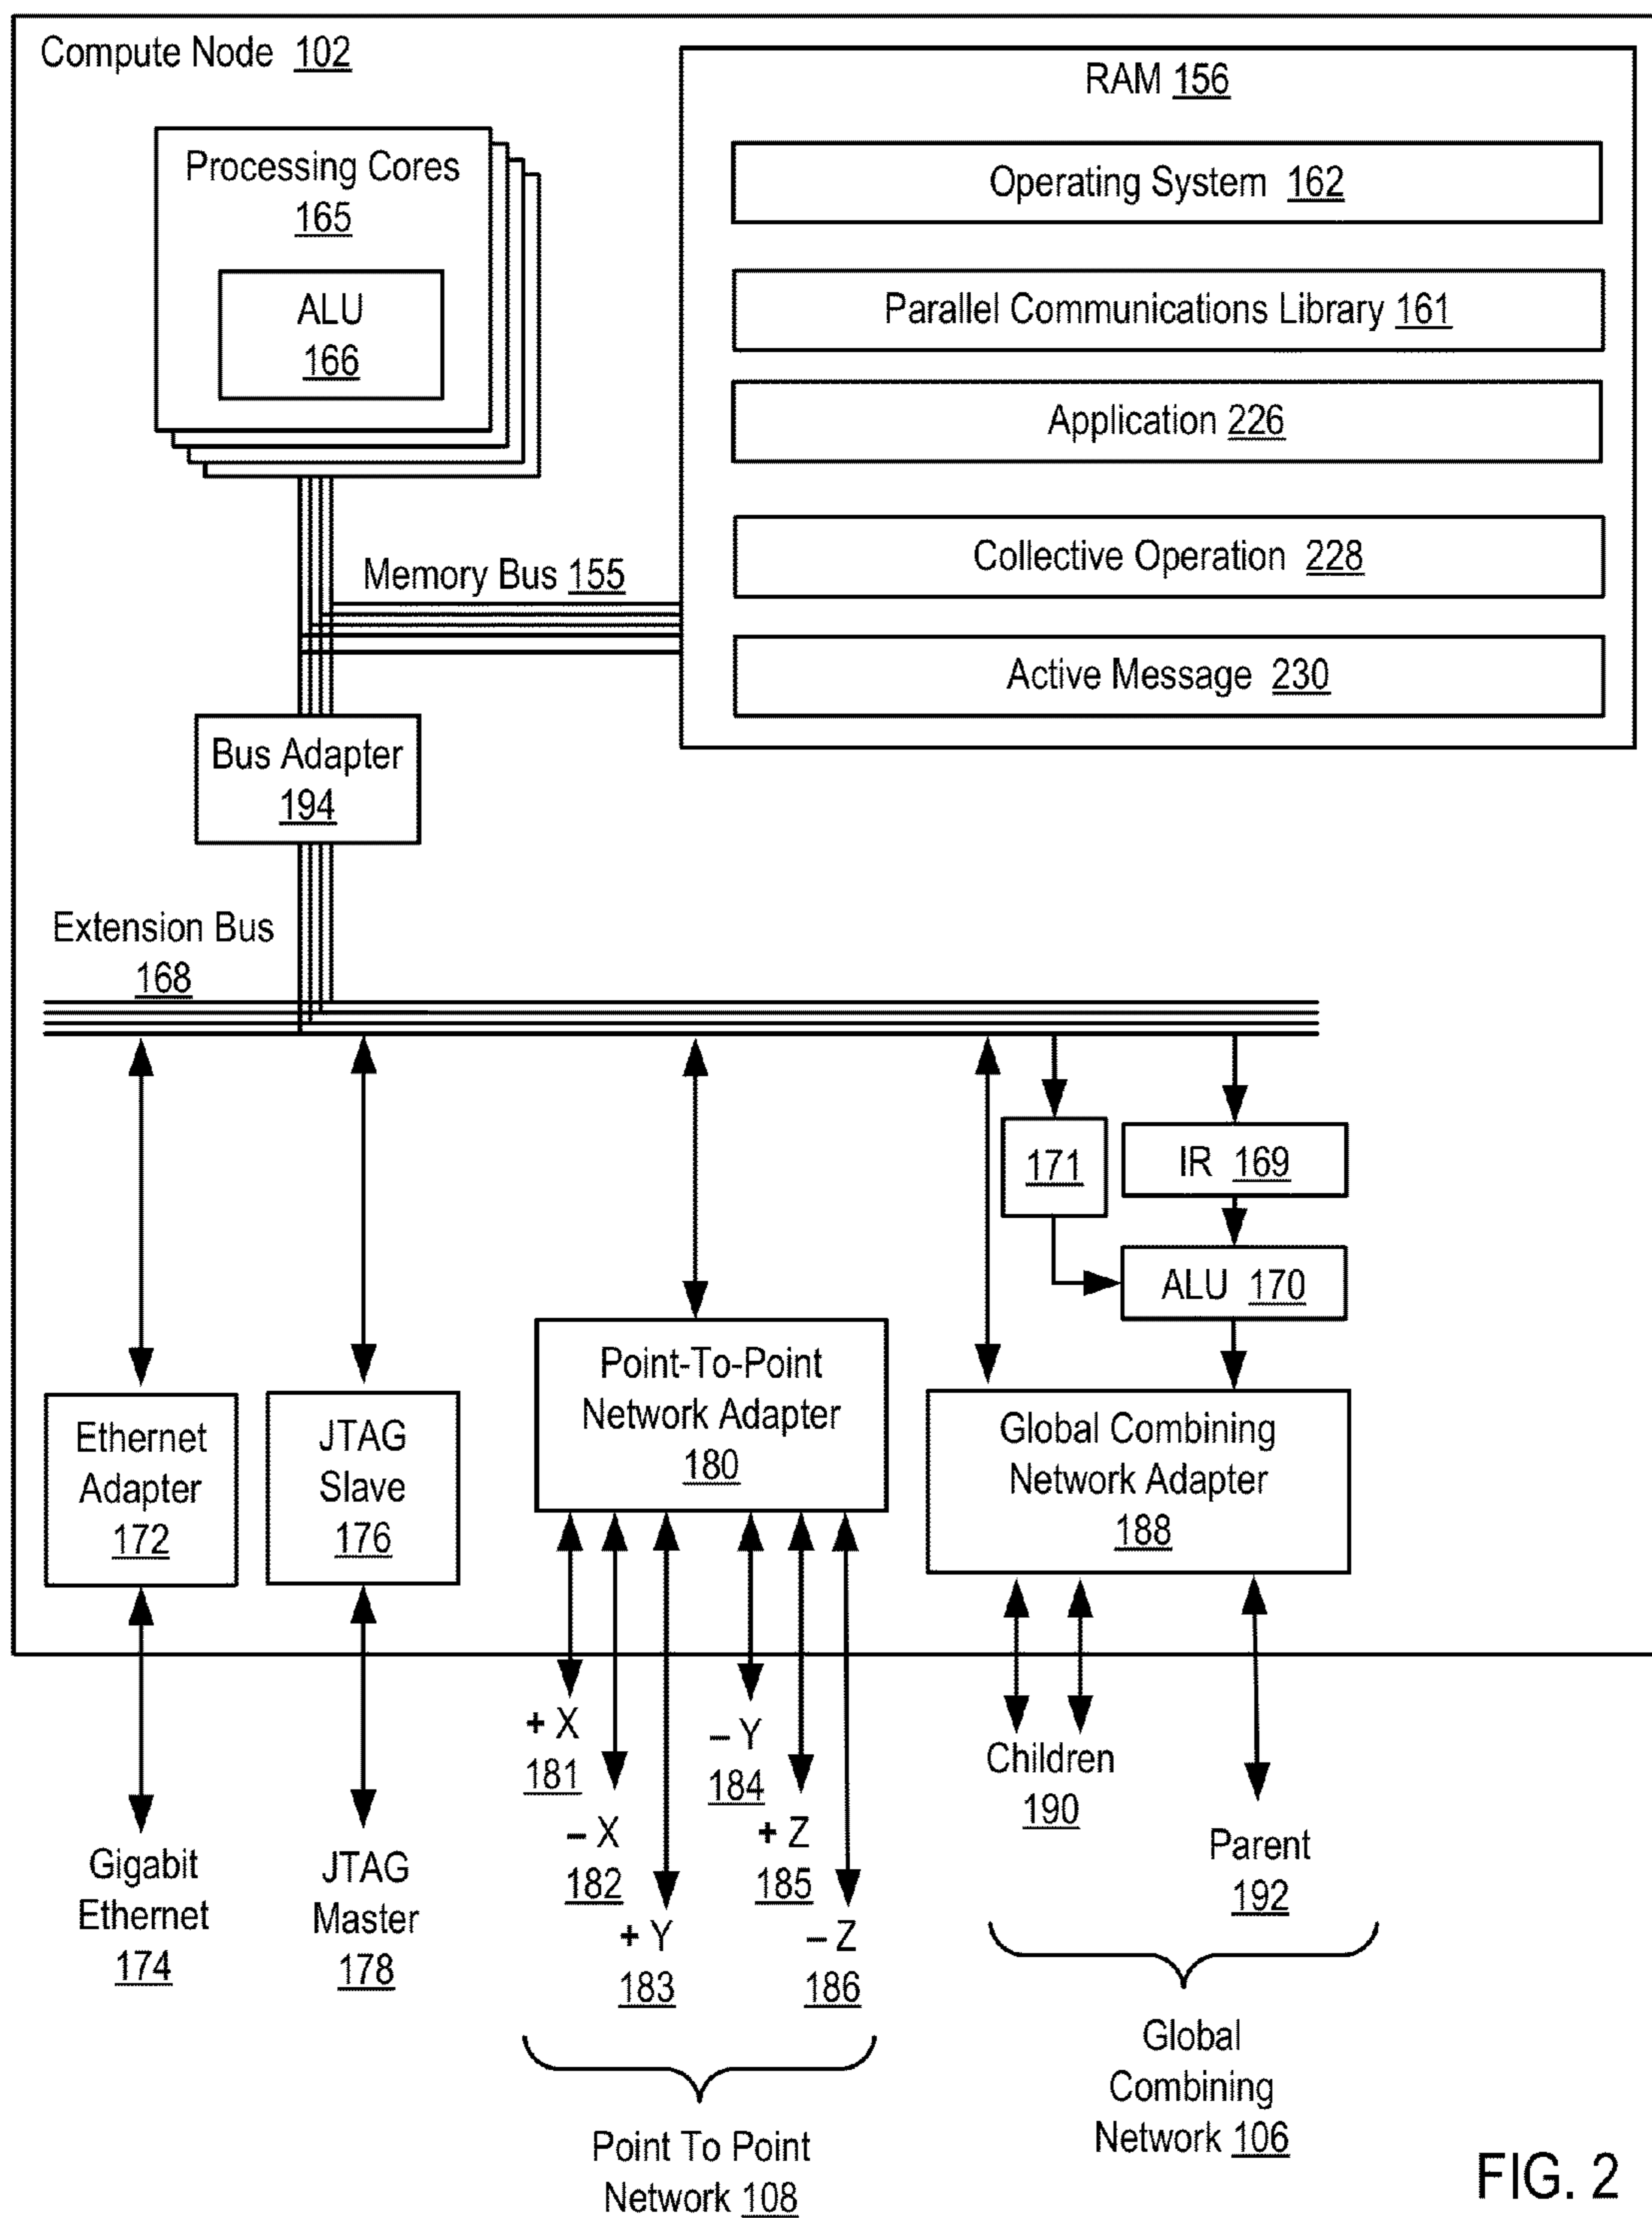 Compute Node 102
RAM 156
Processing Cores
165
ALU
166
Operating System 162
Parallel Communications Library 161
Application 226
Collective Operation 228
Active Message 230
Memory Bus 155
Bus Adapter
194
Extension Bus
168
171
IR 169
ALU 170
Ethernet
Adapter
172
JTAG
Slave
176
Point-To-Point
Network Adapter
180
Global Combining
Network Adapter
188
+ X
181
– X
182
+ Y
183
– Y
184
+ Z
185
– Z
186
Children
190
Parent
192
Gigabit
Ethernet
174
JTAG
Master
178
Point To Point
Network 108
Global
Combining
Network 106
FIG. 2